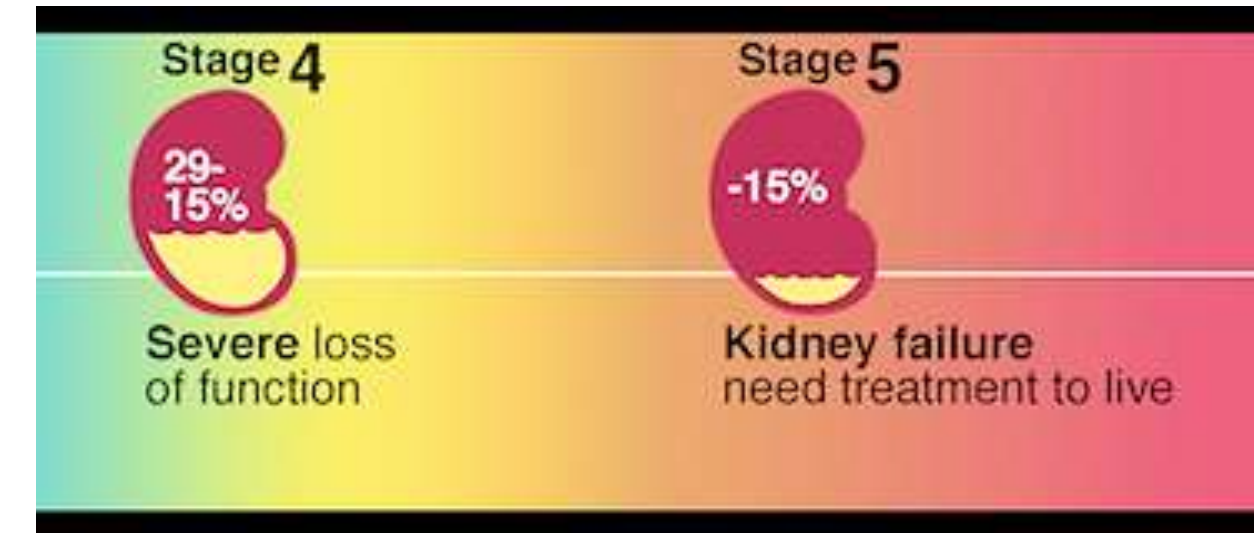 Stage 4
29-
15%
Severe loss
of function
Stage 5
-15%
Kidney failure
need treatment to live